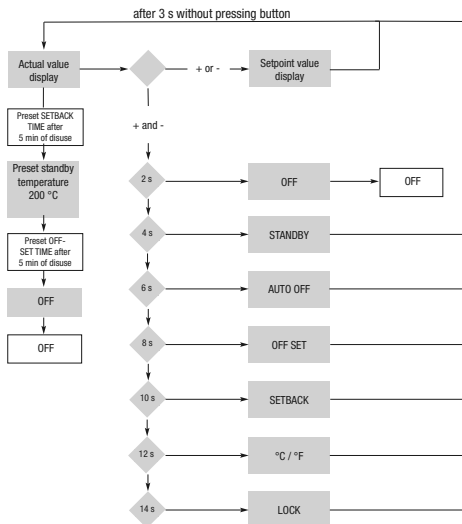 after 3 s without pressing button
Actual value
display
+ or -
Setpoint value
display
Preset SETBACK
TIME after
5 min of disuse
+ and -
Preset standby
temperature
200 °C
2 s
OFF
OFF
4 s
STANDBY
Preset OFF-
SET TIME after
5 min of disuse
6 s
AUTO OFF
OFF
8 s
OFF SET
OFF
10 s
SETBACK
12 s
°C / °F
14 s
LOCK